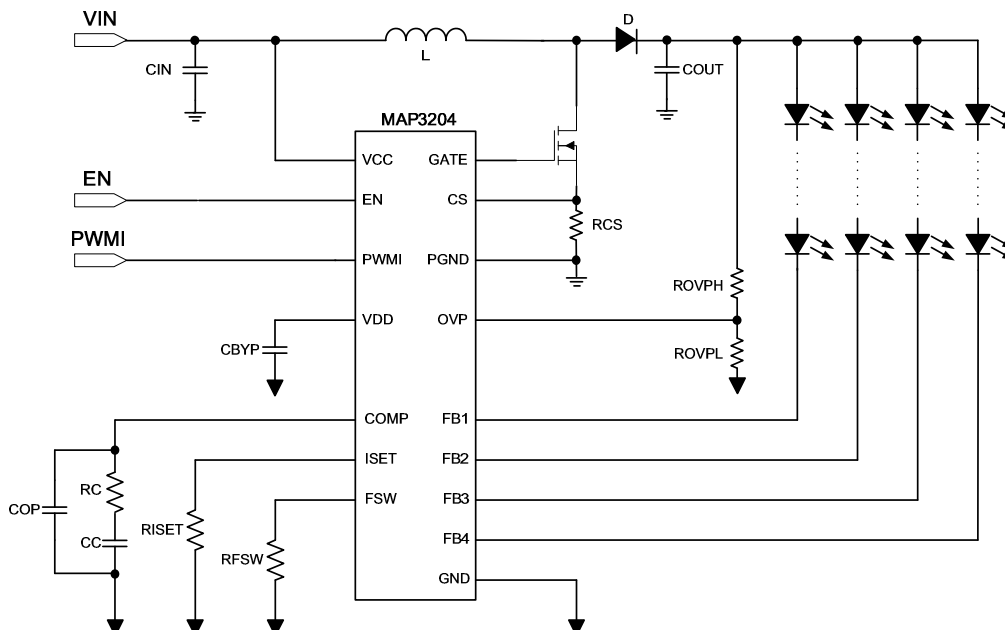 VIN
D
L
CIN
COUT
MAP3204
VCC
GATE
EN
EN
CS
RCS
PWMI
PWMI
PGND
ROVPH
VDD
OVP
CBYP
ROVPL
COMP
FB1
ISET
FB2
RC
FSW
FB3
COP
RISET
CC
FB4
RFSW
GND